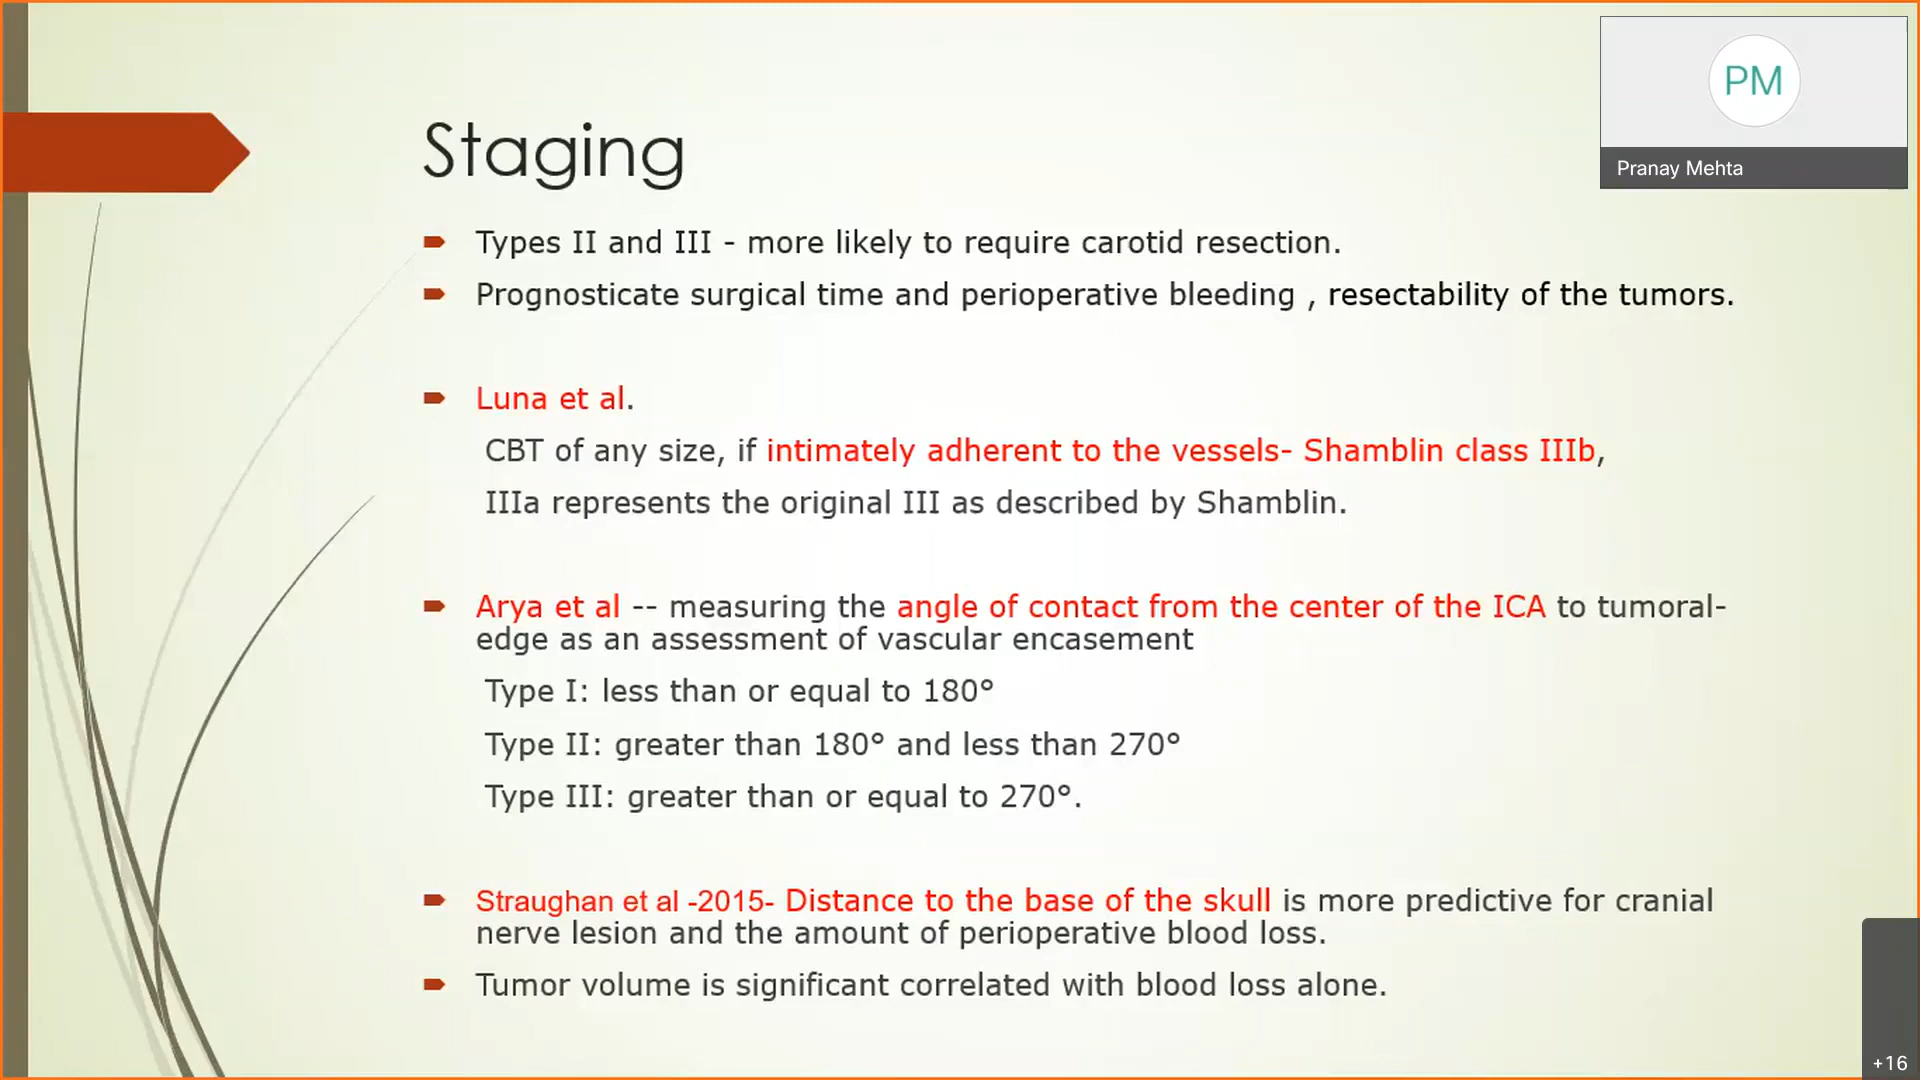 PM
Pranay Mehta
Staging
Types II and III - more likely to require carotid resection.
Prognosticate surgical time and perioperative bleeding , resectability of the tumors.
Luna et al.
CBT of any size, if intimately adherent to the vessels- Shamblin class IIIb,
IIIa represents the original III as described by Shamblin.
Arya et al -- measuring the angle of contact from the center of the ICA to tumoral-
edge as an assessment of vascular encasement
Type I: less than or equal to 180°
Type II: greater than 180° and less than 270°
Type III: greater than or equal to 270°.
Straughan et al -2015- Distance to the base of the skull is more predictive for cranial
nerve lesion and the amount of perioperative blood loss.
Tumor volume is significant correlated with blood loss alone.
+16